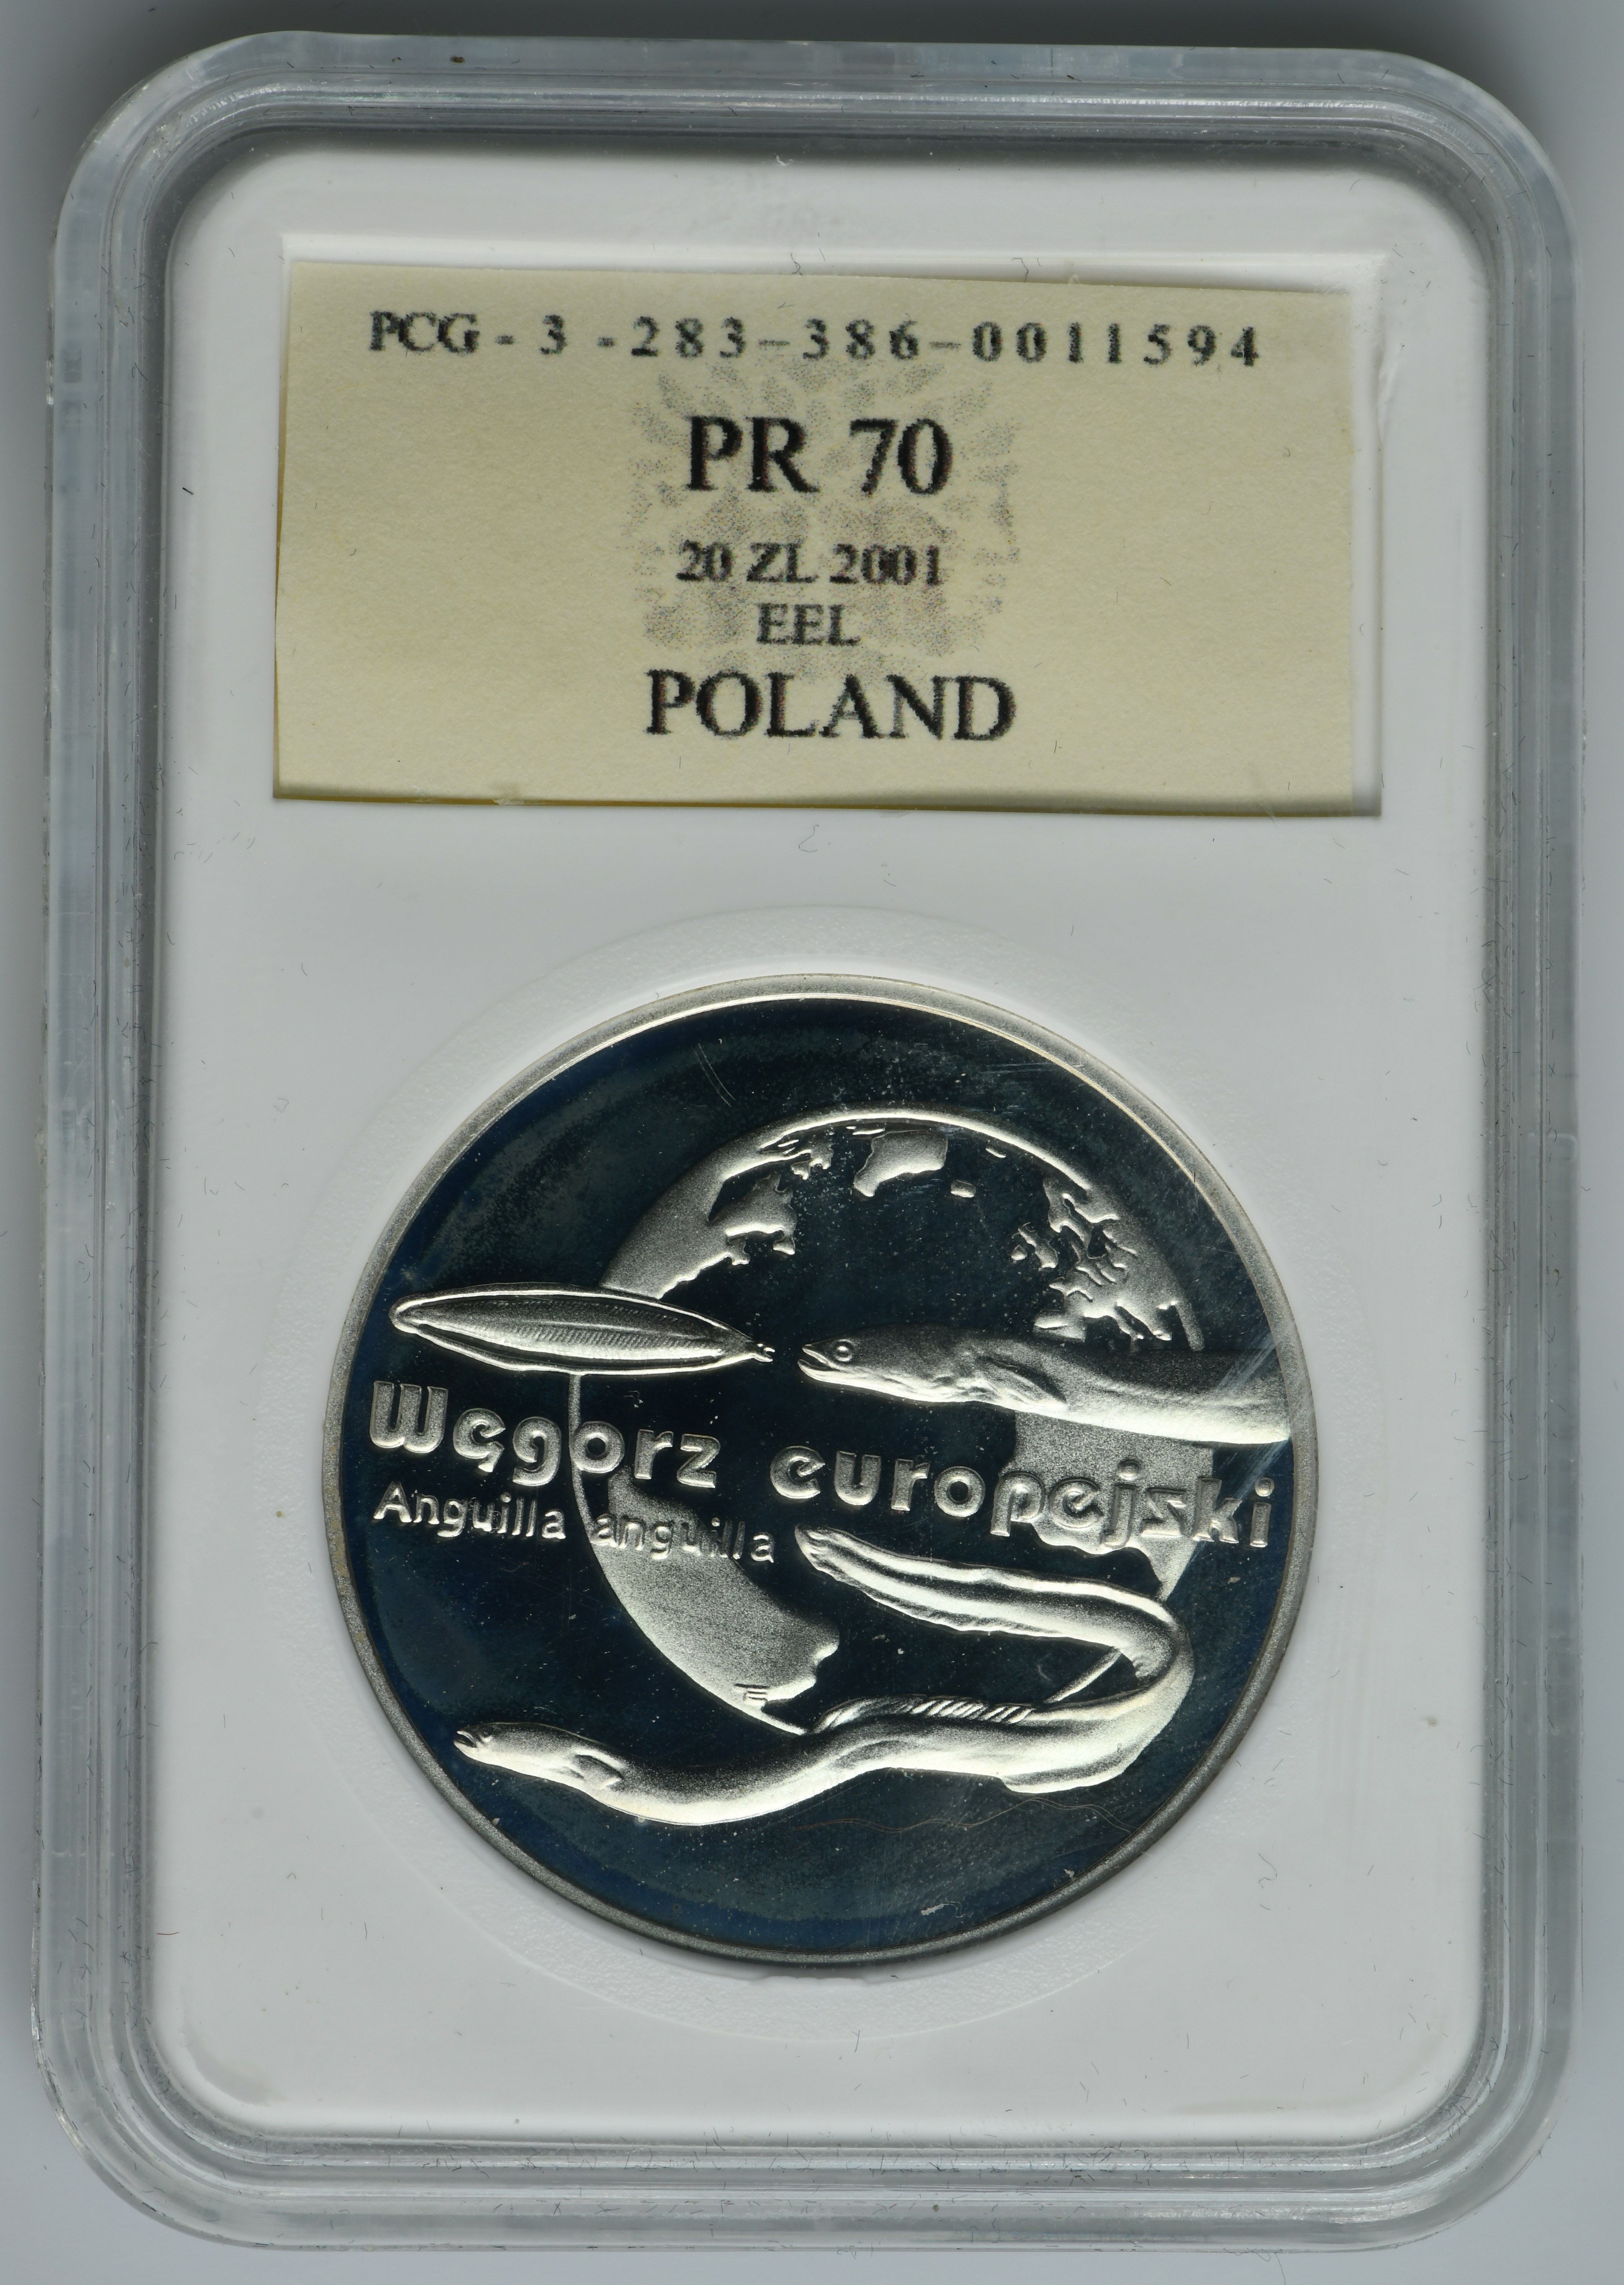 PCG - 3 - 283-386-0011594
PR 70
20 ZL 2001
EEL
POLAND
Węgorz europejski
Anguilla anguilla